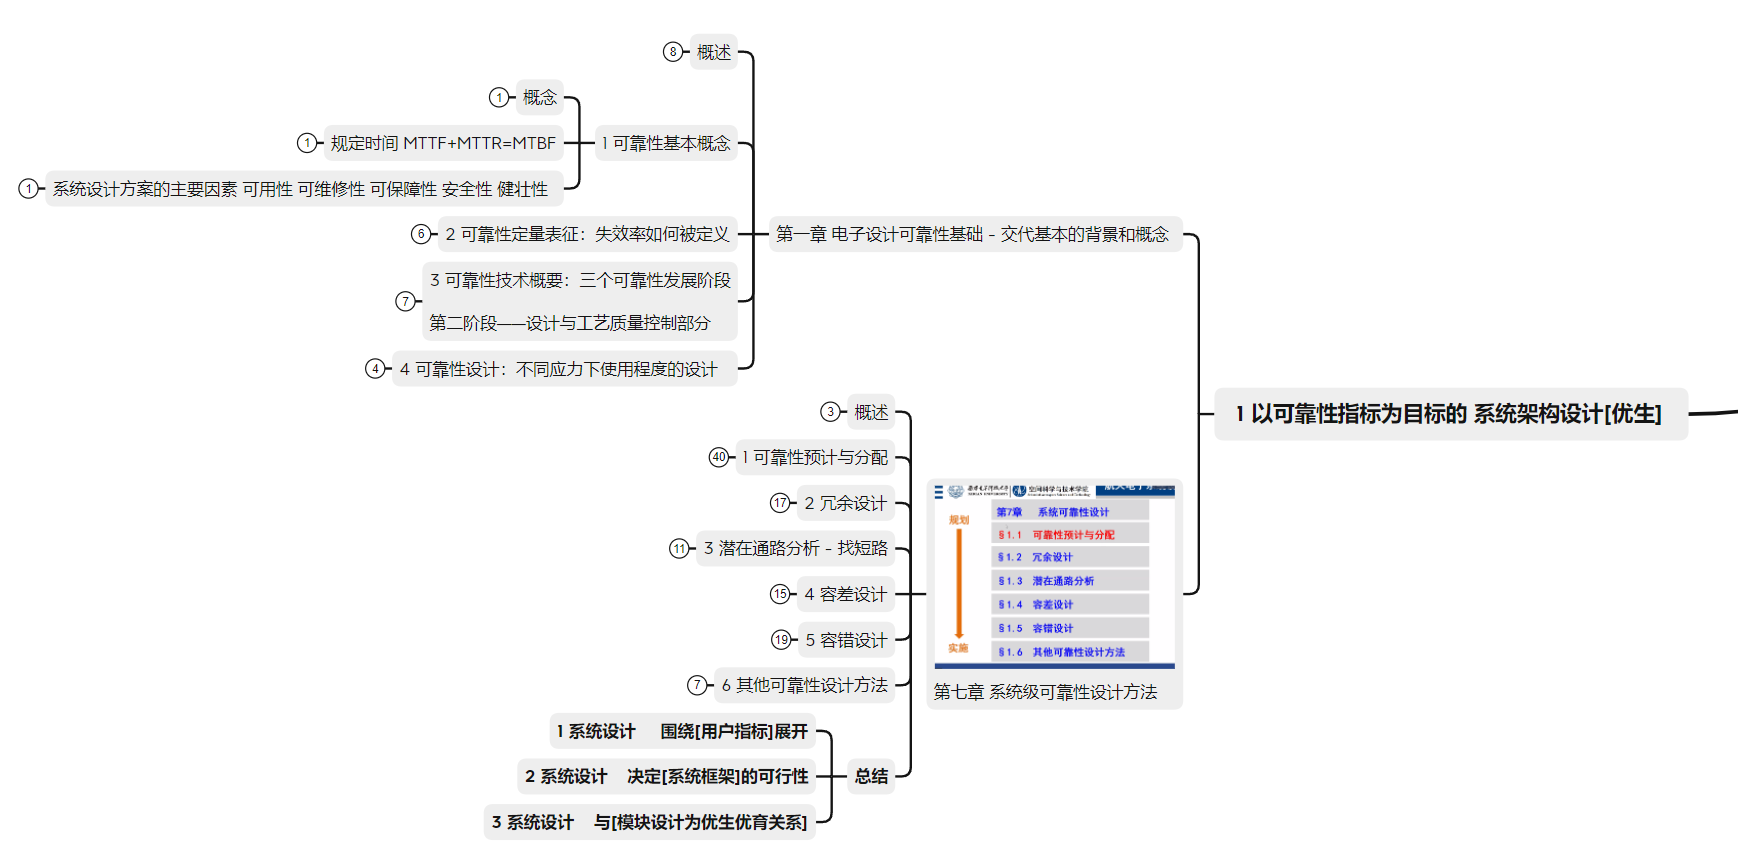 8 概述
1 概念
1 规定时间 MTTF+MTTR=MTBF
1 系统设计方案的主要因素 可用性 可维修性 可保障性 安全性 健壮性
1 可靠性基本概念
6 2 可靠性定量表征：失效率如何被定义
7 3 可靠性技术概要：三个可靠性发展阶段
第二阶段——设计与工艺质量控制部分
4 4 可靠性设计：不同应力下使用程度的设计
第一章 电子设计可靠性基础 - 交代基本的背景和概念
1 以可靠性指标为目标的 系统架构设计[优生]
3 概述
40 1 可靠性预计与分配
17 2 冗余设计
11 3 潜在通路分析 - 找短路
15 4 容差设计
19 5 容错设计
7 6 其他可靠性设计方法
1 系统设计 围绕[用户指标]展开
2 系统设计 决定[系统框架]的可行性
3 系统设计 与[模块设计为优生优育关系]
总结
空间科学与技术学院
规划
实施
第7章 系统可靠性设计
§1.1 可靠性预计与分配
§1.2 冗余设计
§1.3 潜在通路分析
§1.4 容差设计
§1.5 容错设计
§1.6 其他可靠性设计方法
第七章 系统级可靠性设计方法